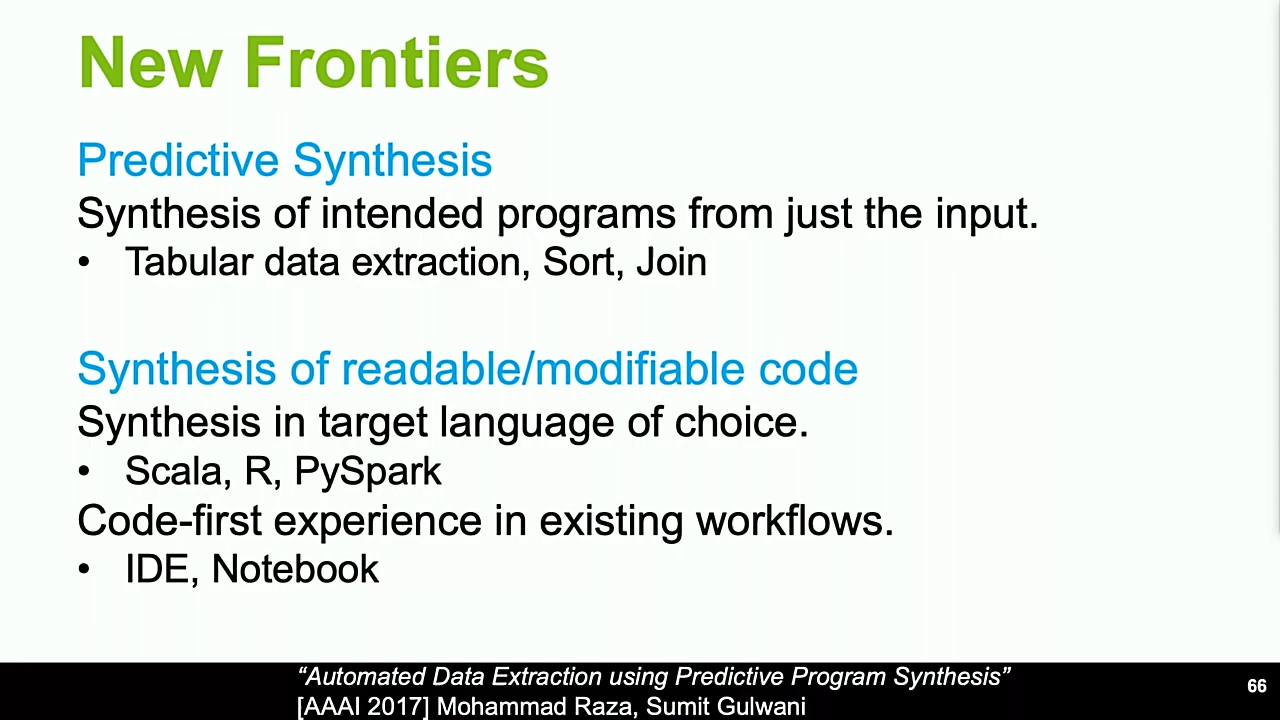 New Frontiers
Predictive Synthesis
Synthesis of intended programs from just the input.
• Tabular data extraction, Sort, Join
Synthesis of readable/modifiable code
Synthesis in target language of choice.
• Scala, R, PySpark
Code-first experience in existing workflows.
• IDE, Notebook
“Automated Data Extraction using Predictive Program Synthesis”
[AAAI 2017] Mohammad Raza, Sumit Gulwani
66